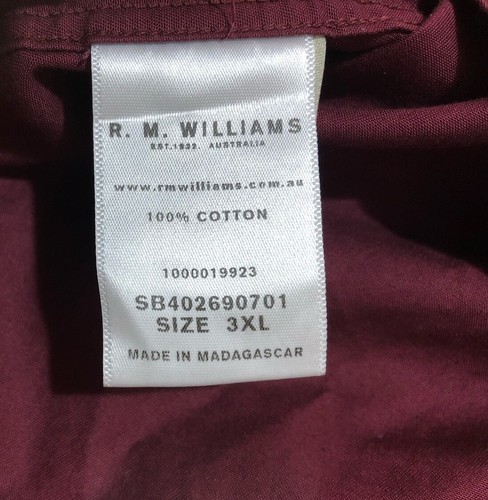 R. M. WILLIAMS
EST.1932. AUSTRALIA
www.rmwilliams.com.au
100% COTTON
1000019923
SB402690701
SIZE 3XL
MADE IN MADAGASCAR